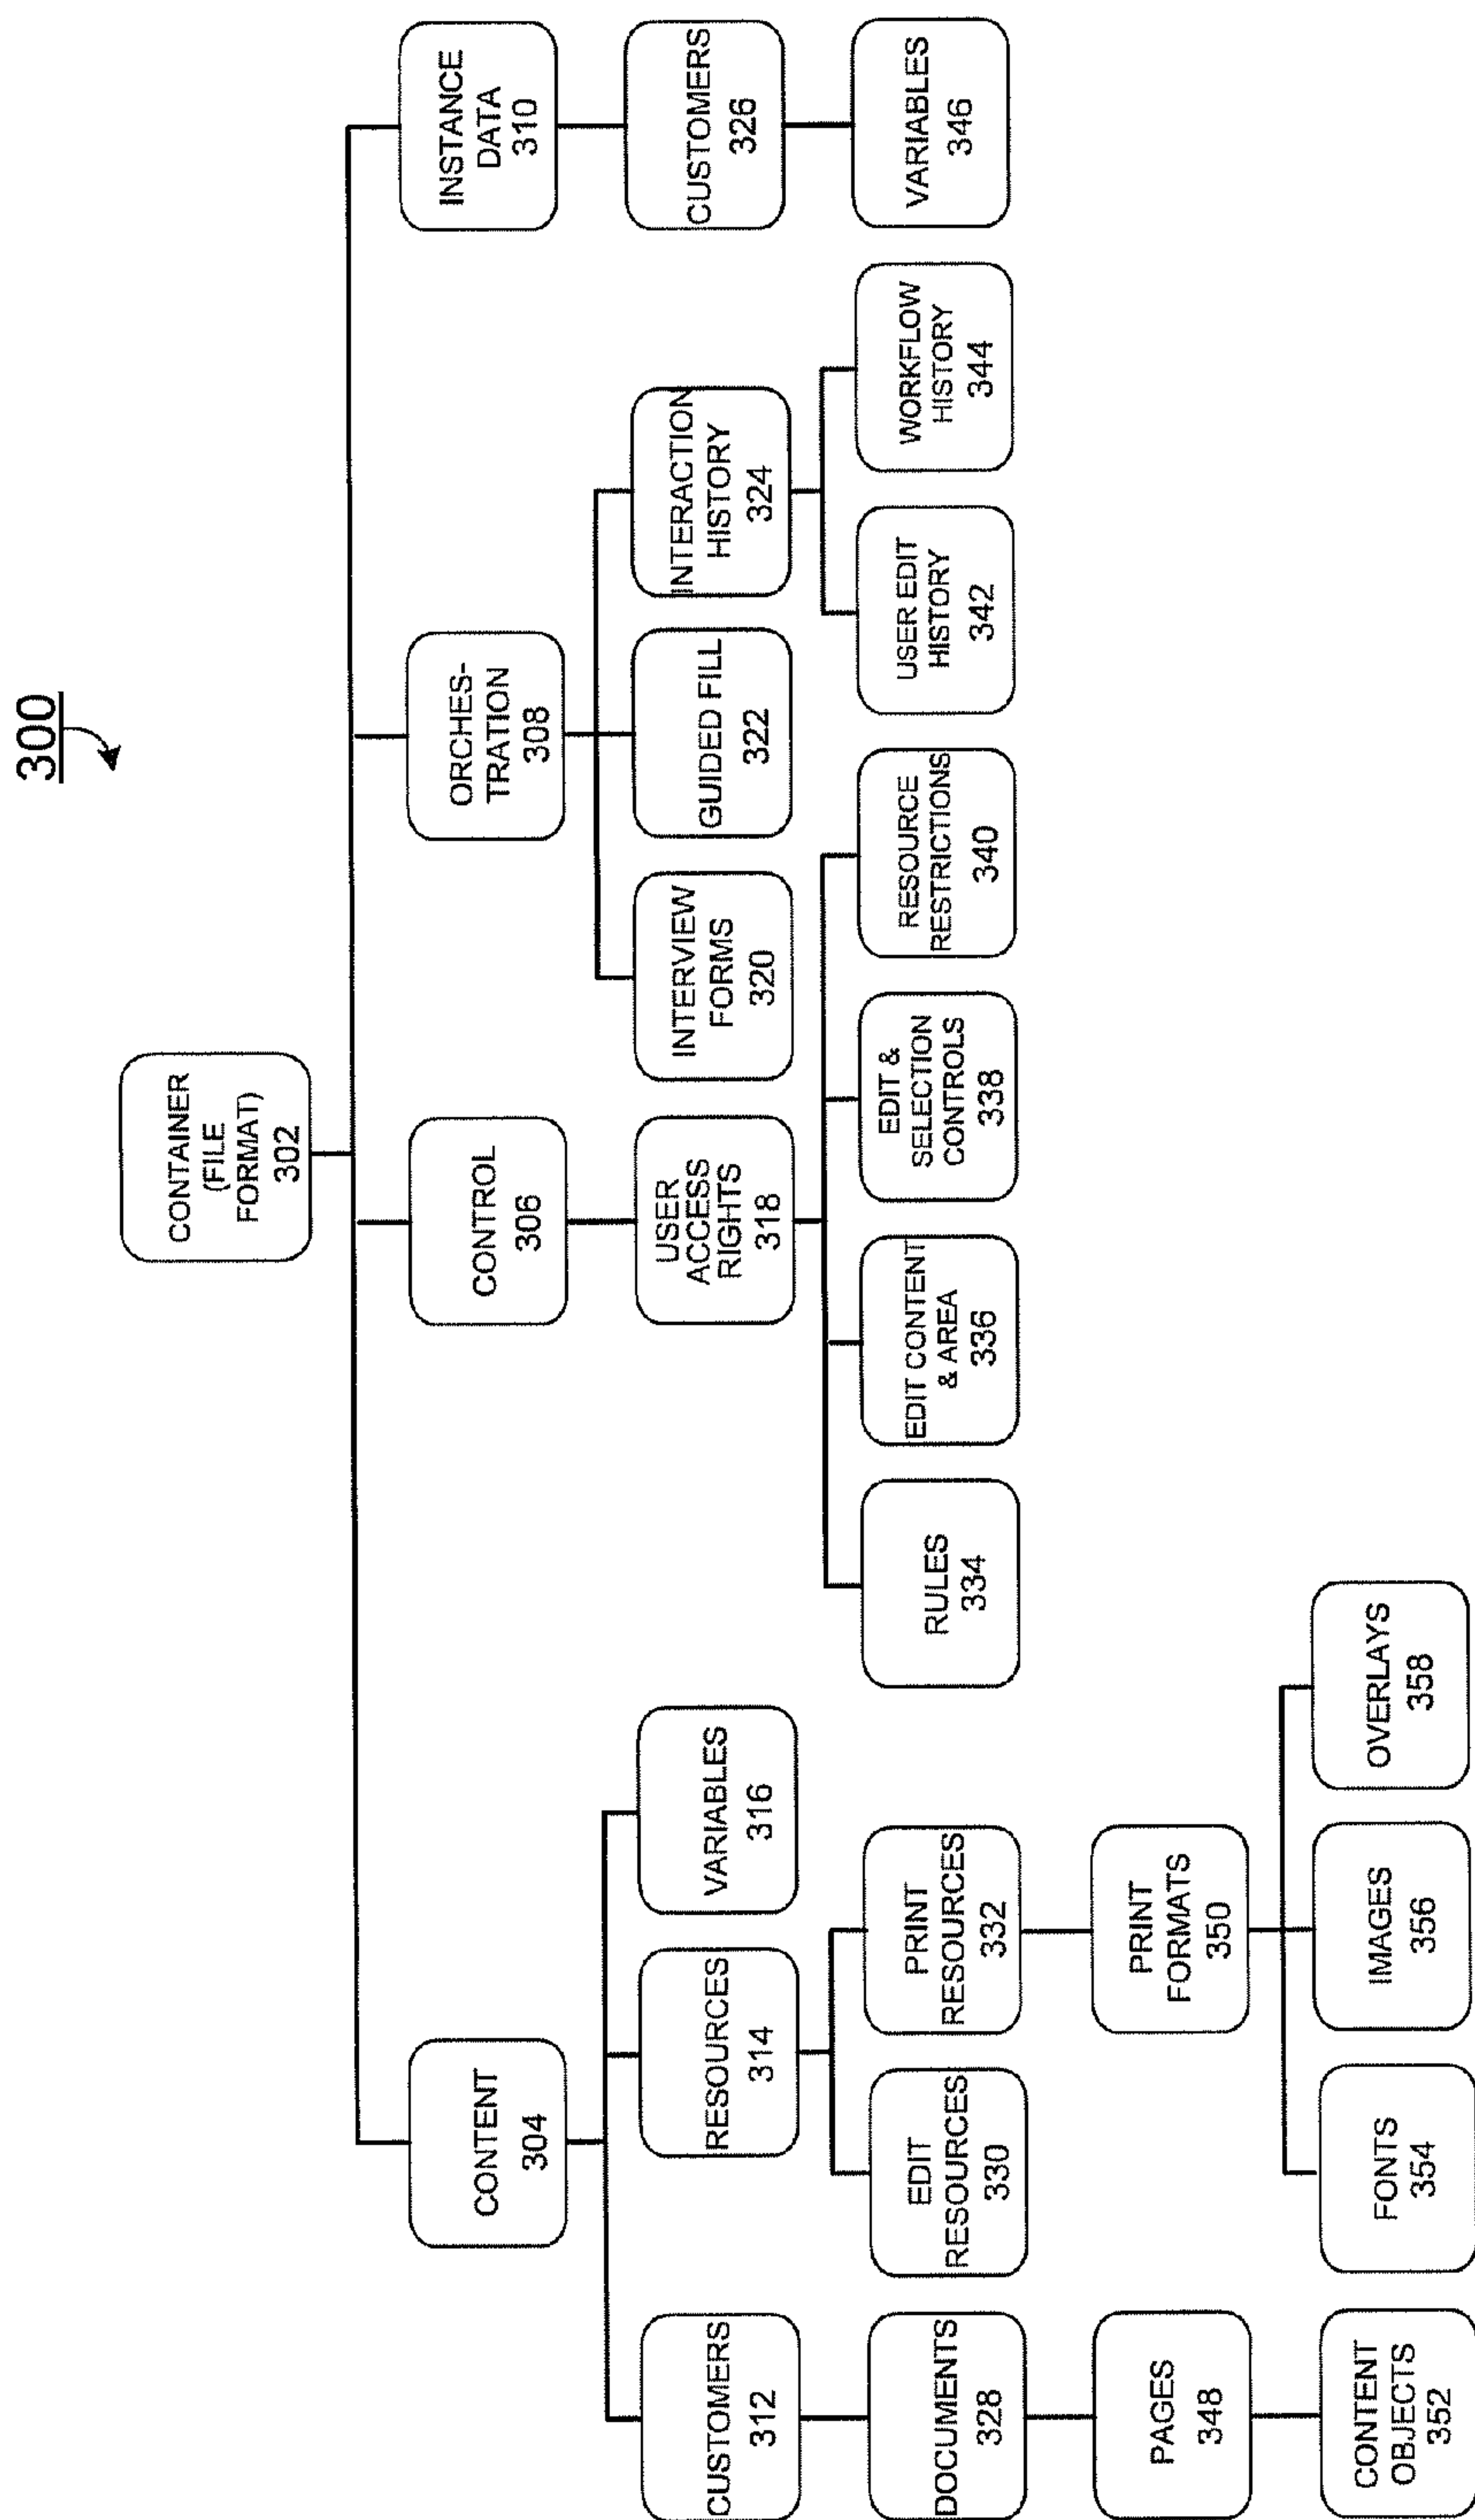 300
CONTAINER
(FILE
FORMAT)
302
CONTENT
304
CONTROL
306
ORCHES-
TRATION
308
INSTANCE
DATA
310
CUSTOMERS
312
RESOURCES
314
VARIABLES
316
USER
ACCESS
RIGHTS
318
INTERVIEW
FORMS
320
GUIDED FILL
322
INTERACTION
HISTORY
324
CUSTOMERS
326
DOCUMENTS
328
EDIT
RESOURCES
330
PRINT
RESOURCES
332
RULES
334
EDIT CONTENT
& AREA
336
EDIT &
SELECTION
CONTROLS
338
RESOURCE
RESTRICTIONS
340
USER EDIT
HISTORY
342
WORKFLOW
HISTORY
344
VARIABLES
346
PAGES
348
PRINT
FORMATS
350
CONTENT
OBJECTS
352
FONTS
354
IMAGES
356
OVERLAYS
358